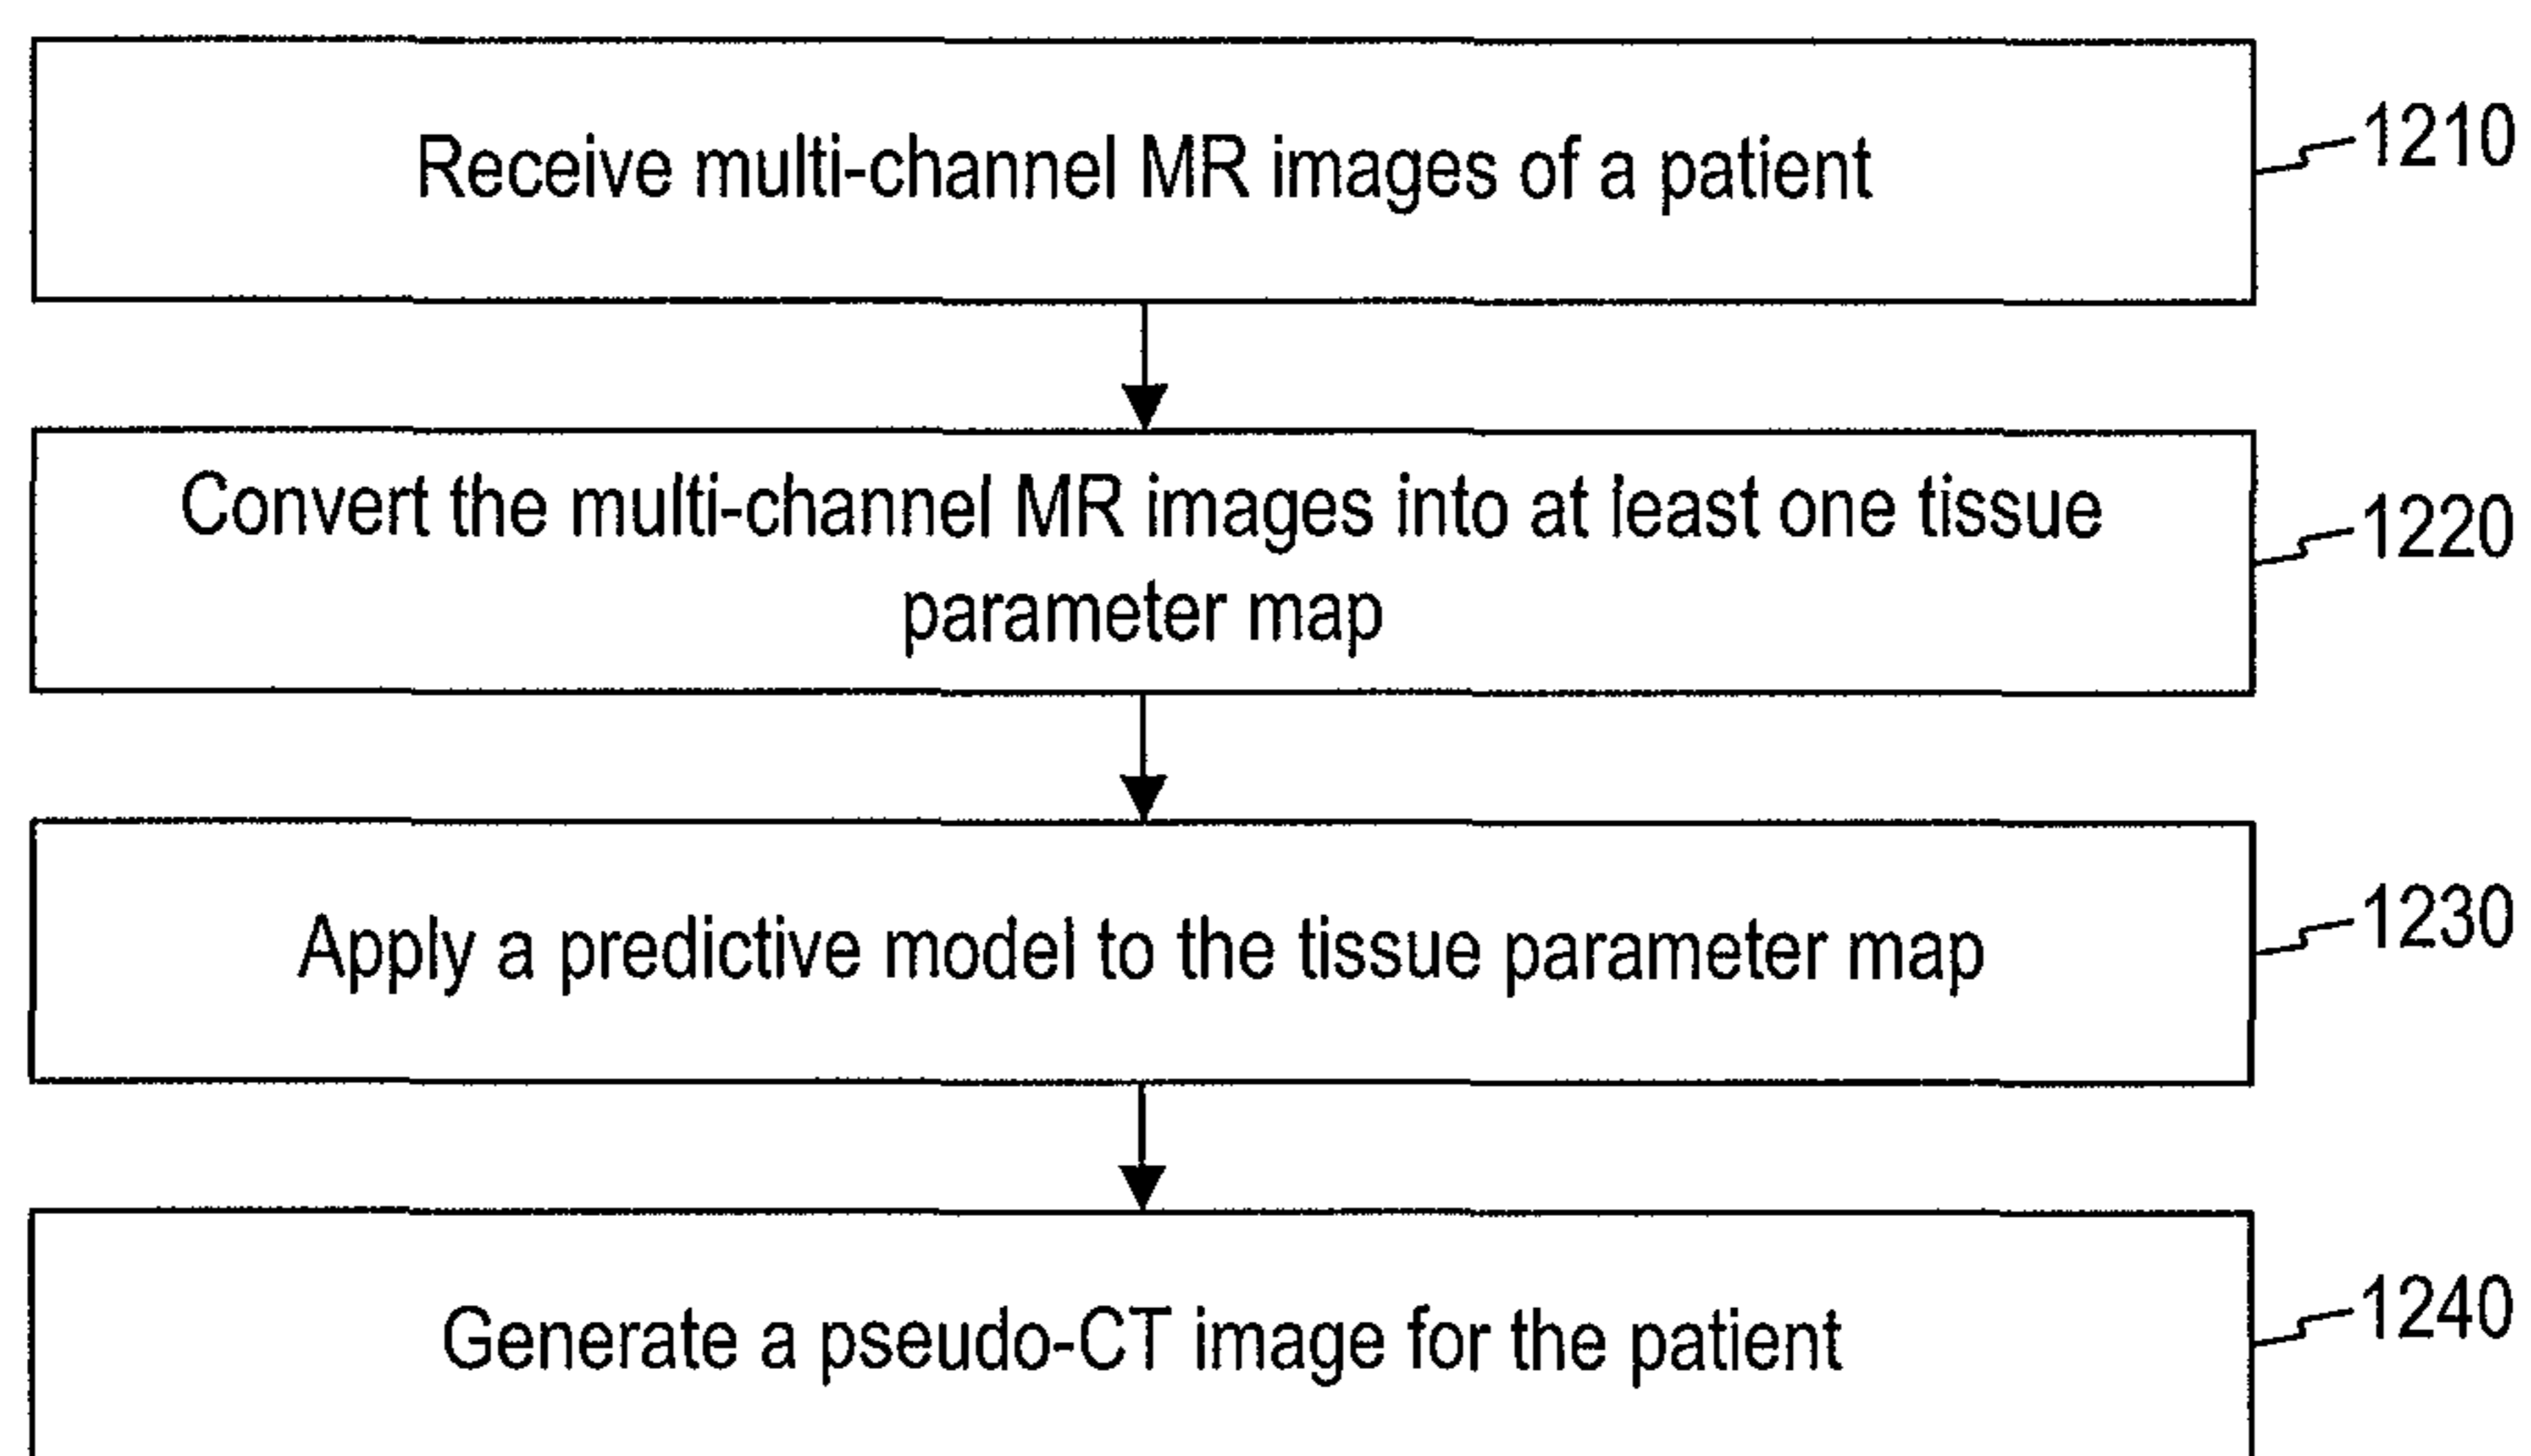 Receive multi-channel MR images of a patient
1210
Convert the multi-channel MR images into at least one tissue
parameter map
1220
Apply a predictive model to the tissue parameter map
1230
Generate a pseudo-CT image for the patient
1240